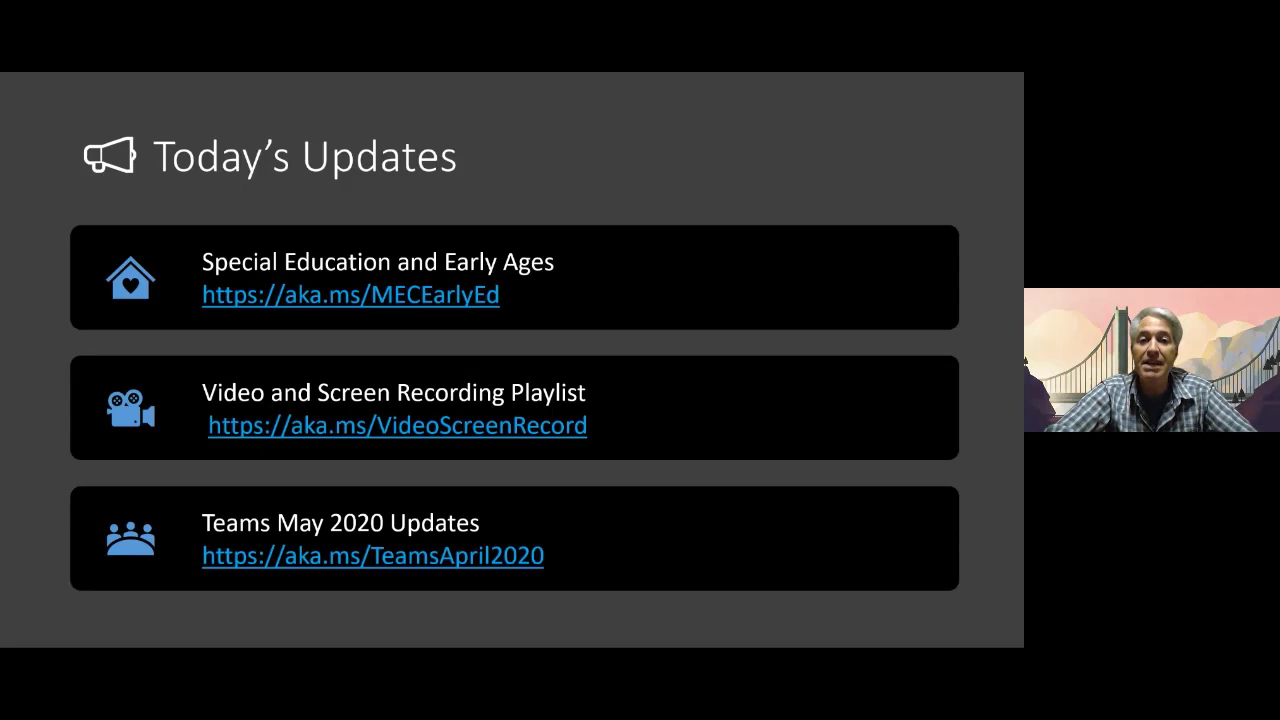 Today’s Updates
Special Education and Early Ages
https://aka.ms/MECEarlyEd
Video and Screen Recording Playlist
https://aka.ms/VideoScreenRecord
Teams May 2020 Updates
https://aka.ms/TeamsApril2020